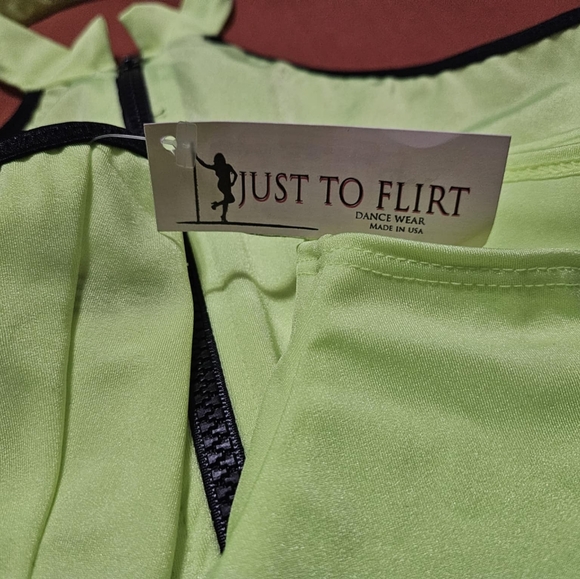 JUST TO FLIRT
DANCE WEAR
MADE IN USA